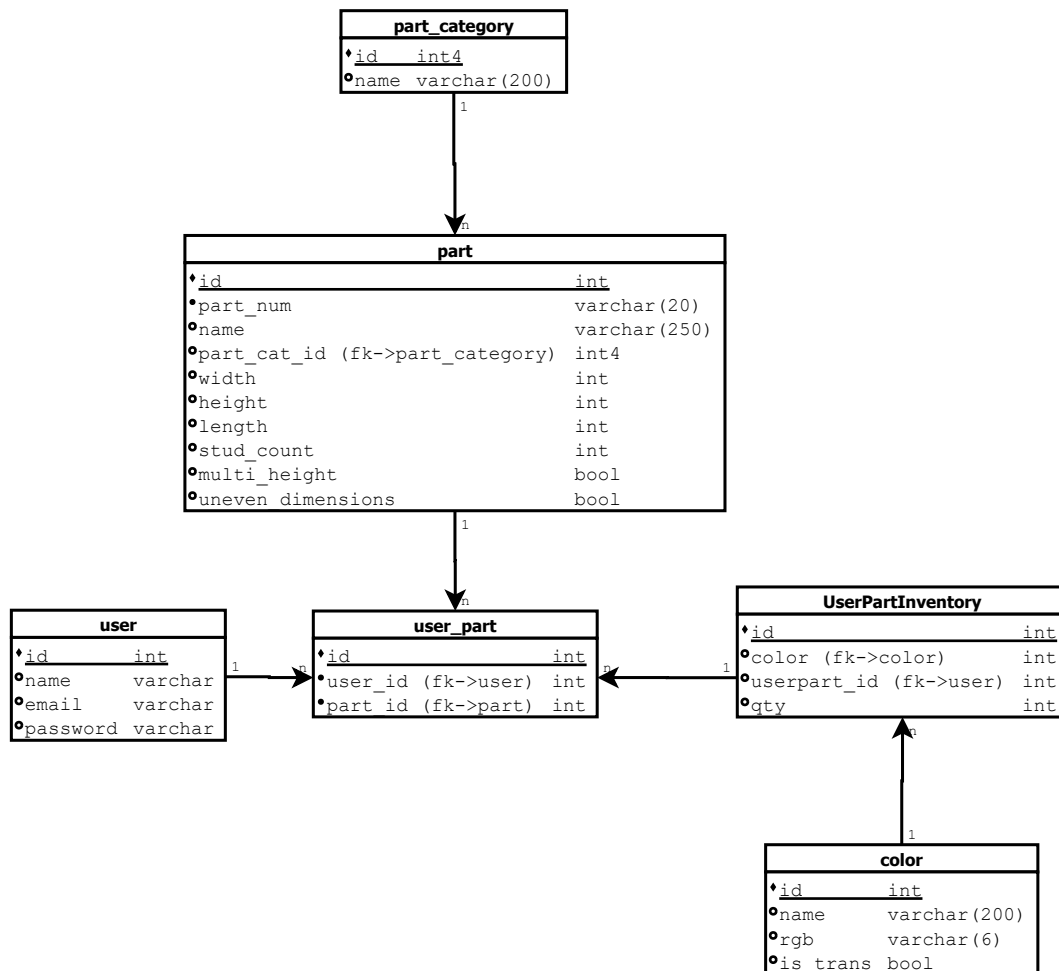 part_category
id int4
name varchar(200)
1
n
part
id int
part_num varchar(20)
name varchar(250)
part_cat_id (fk->part_category) int4
width int
height int
length int
stud_count int
multi_height bool
uneven_dimensions bool
1
n
user
id int
name varchar
email varchar
password varchar
1
n
user_part
id int
user_id (fk->user) int
part_id (fk->part) int
n
1
UserPartInventory
id int
color (fk->color) int
userpart_id (fk->user) int
qty int
n
1
color
id int
name varchar(200)
rgb varchar(6)
is_trans bool